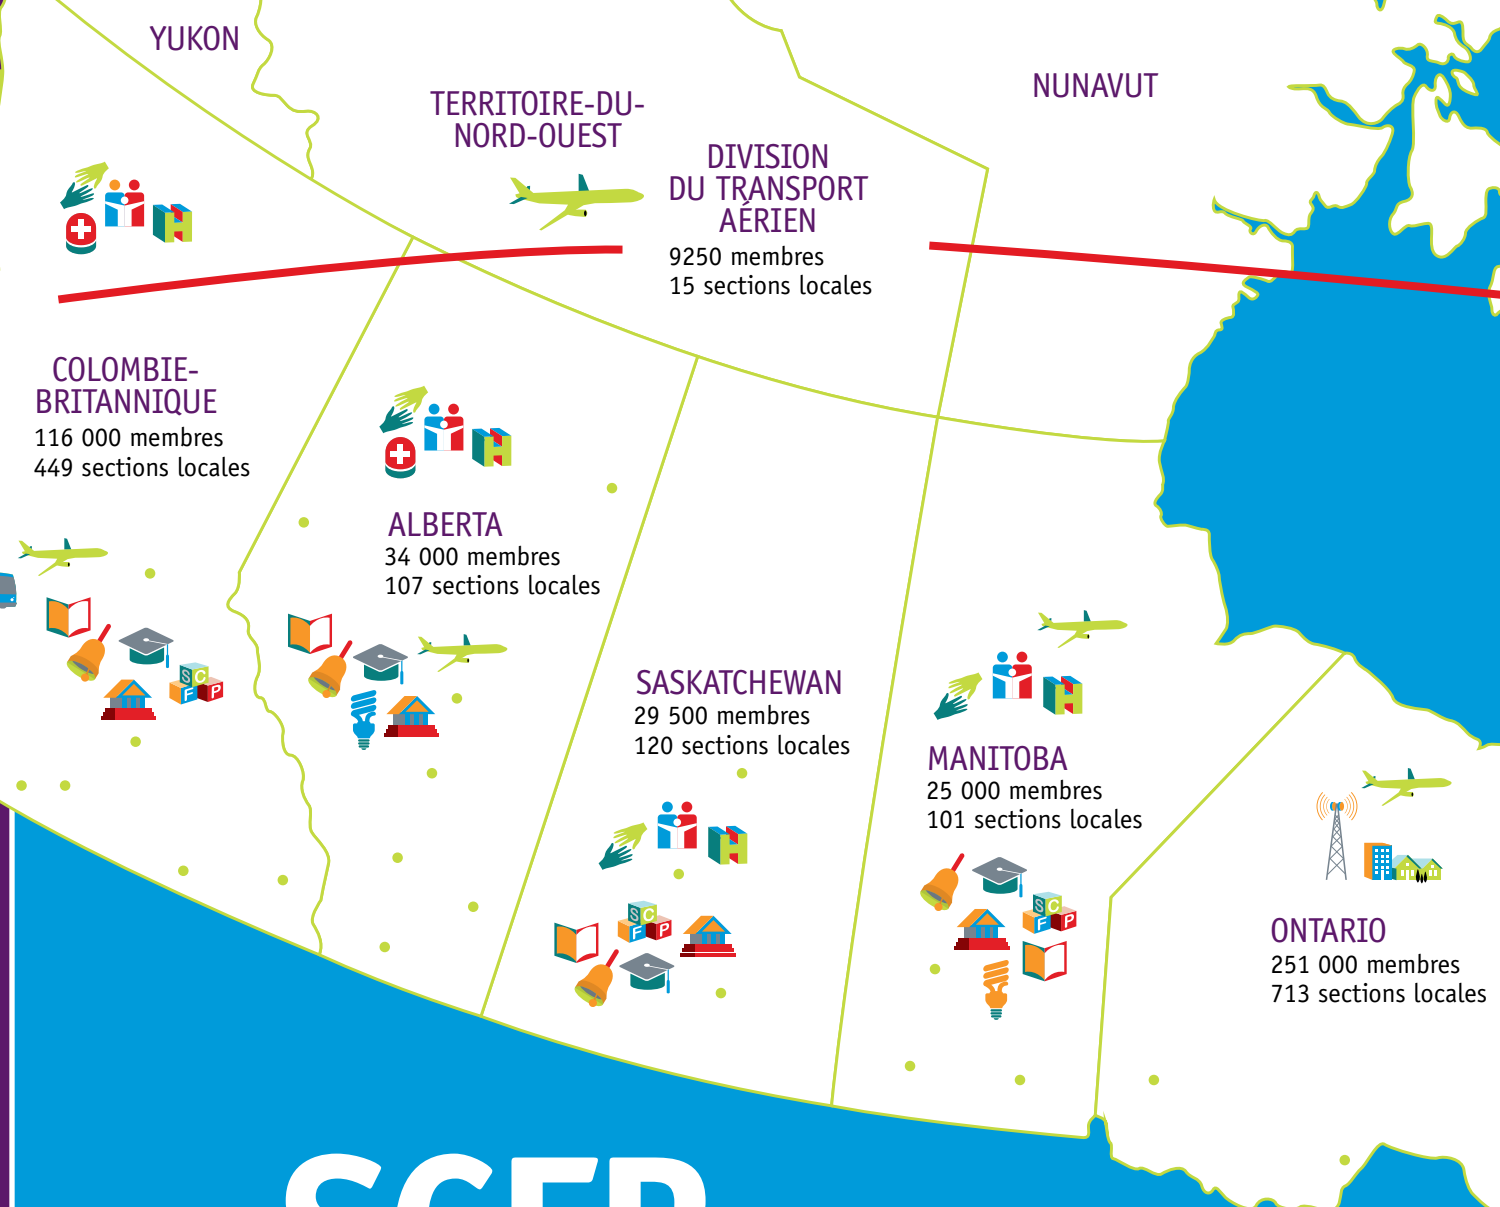 YUKON
TERRITOIRE-DU-
NORD-OUEST
NUNAVUT
DIVISION
DU TRANSPORT
AÉRIEN
9250 membres
15 sections locales
COLOMBIE-
BRITANNIQUE
116 000 membres
449 sections locales
ALBERTA
34 000 membres
107 sections locales
SASKATCHEWAN
29 500 membres
120 sections locales
MANITOBA
25 000 membres
101 sections locales
ONTARIO
251 000 membres
713 sections locales
S C
F P
S C
F P
S C
F P
H
H
H
H
SCFP